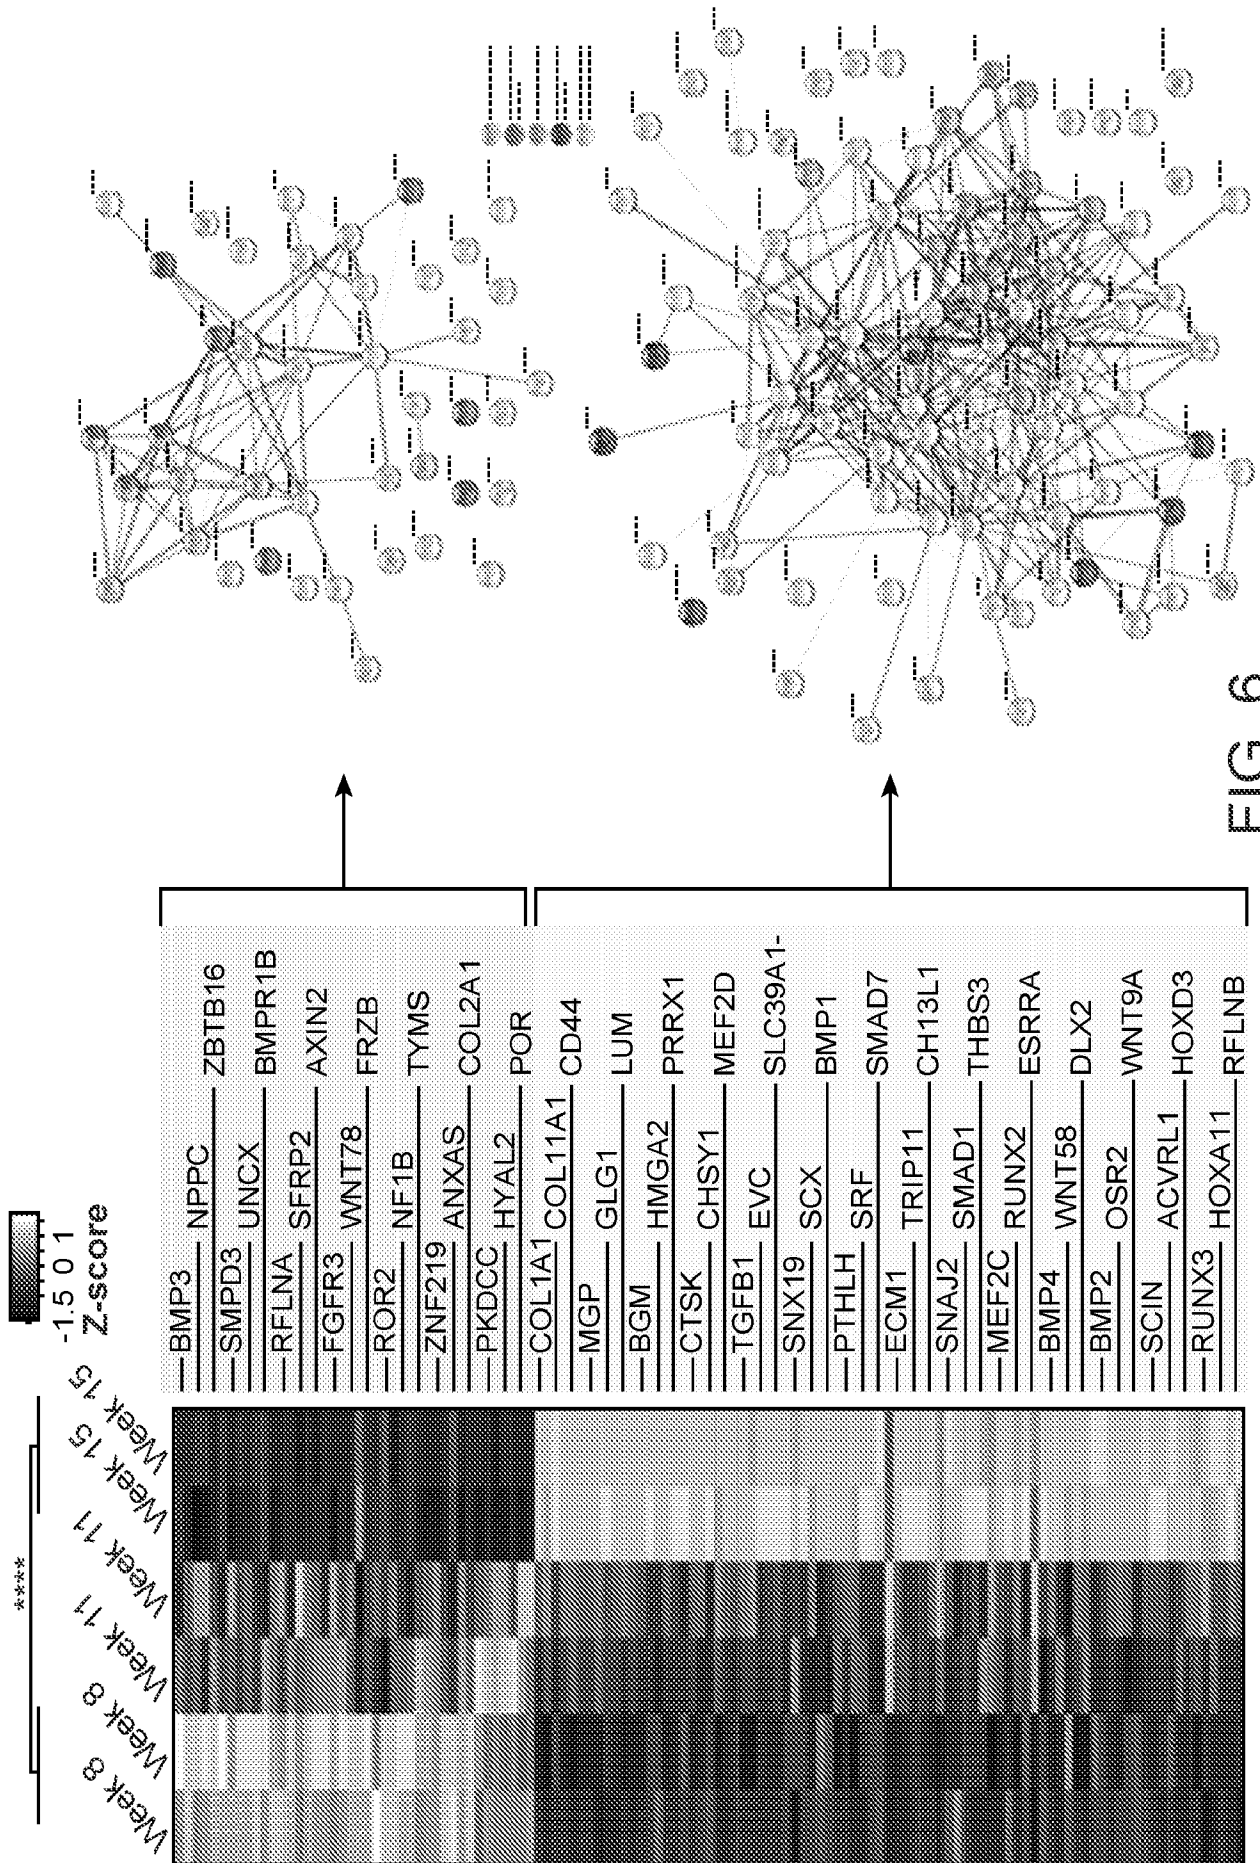 -1.5 0 1
Z-score
****
Week 8
Week 8
Week 11
Week 11
Week 15
Week 15
BMP3
NPPC
ZBTB16
SMPD3
UNCX
BMPR1B
RFLNA
SFRP2
AXIN2
FGFR3
WNT78
FRZB
ROR2
NF1B
TYMS
ZNF219
ANXAS
COL2A1
PKDCC
HYAL2
POR
COL1A1
COL11A1
CD44
MGP
GLG1
LUM
BGM
HMGA2
PRRX1
CTSK
CHSY1
MEF2D
TGFB1
EVC
SLC39A1-
SNX19
SCX
BMP1
PTHLH
SRF
SMAD7
ECM1
TRIP11
CH13L1
SNAJ2
SMAD1
THBS3
MEF2C
RUNX2
ESRRA
BMP4
WNT58
DLX2
BMP2
OSR2
WNT9A
SCIN
ACVRL1
HOXD3
RUNX3
HOXA11
RFLNB
FIG. 6